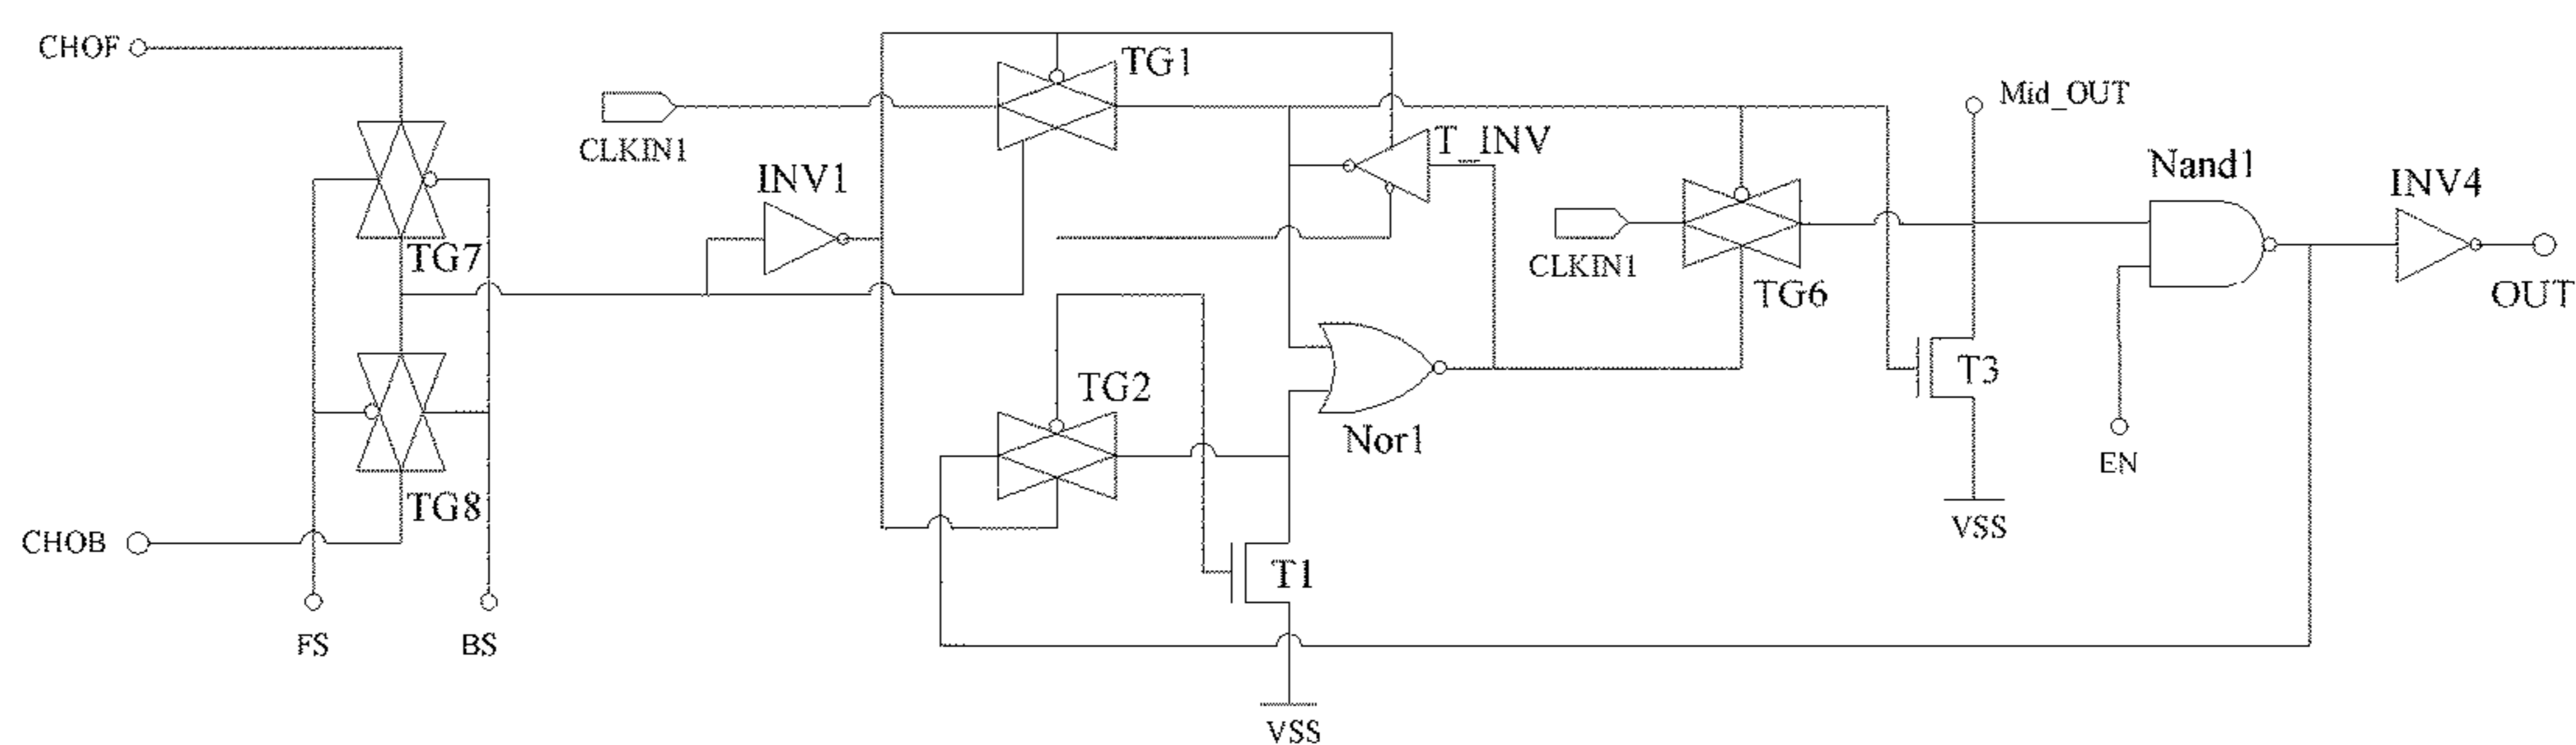 CHOF
TG1
Mid_OUT
CLKIN1
T_INV
Nand1
INV1
INV4
TG7
CLKIN1
TG6
OUT
T3
TG2
Nor1
EN
TG8
VSS
CHOB
T1
FS
BS
VSS